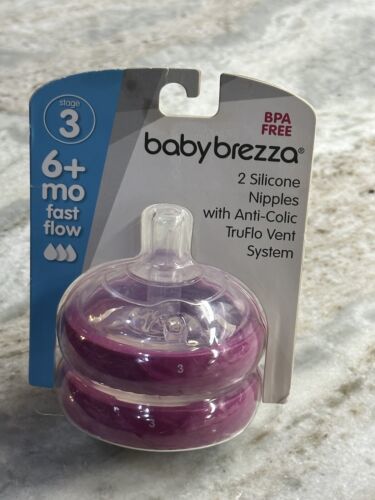 stage
3
6+
mo
fast
flow
BPA
FREE
babybrezza®
2 Silicone
Nipples
with Anti-Colic
TruFlo Vent
System
3
3